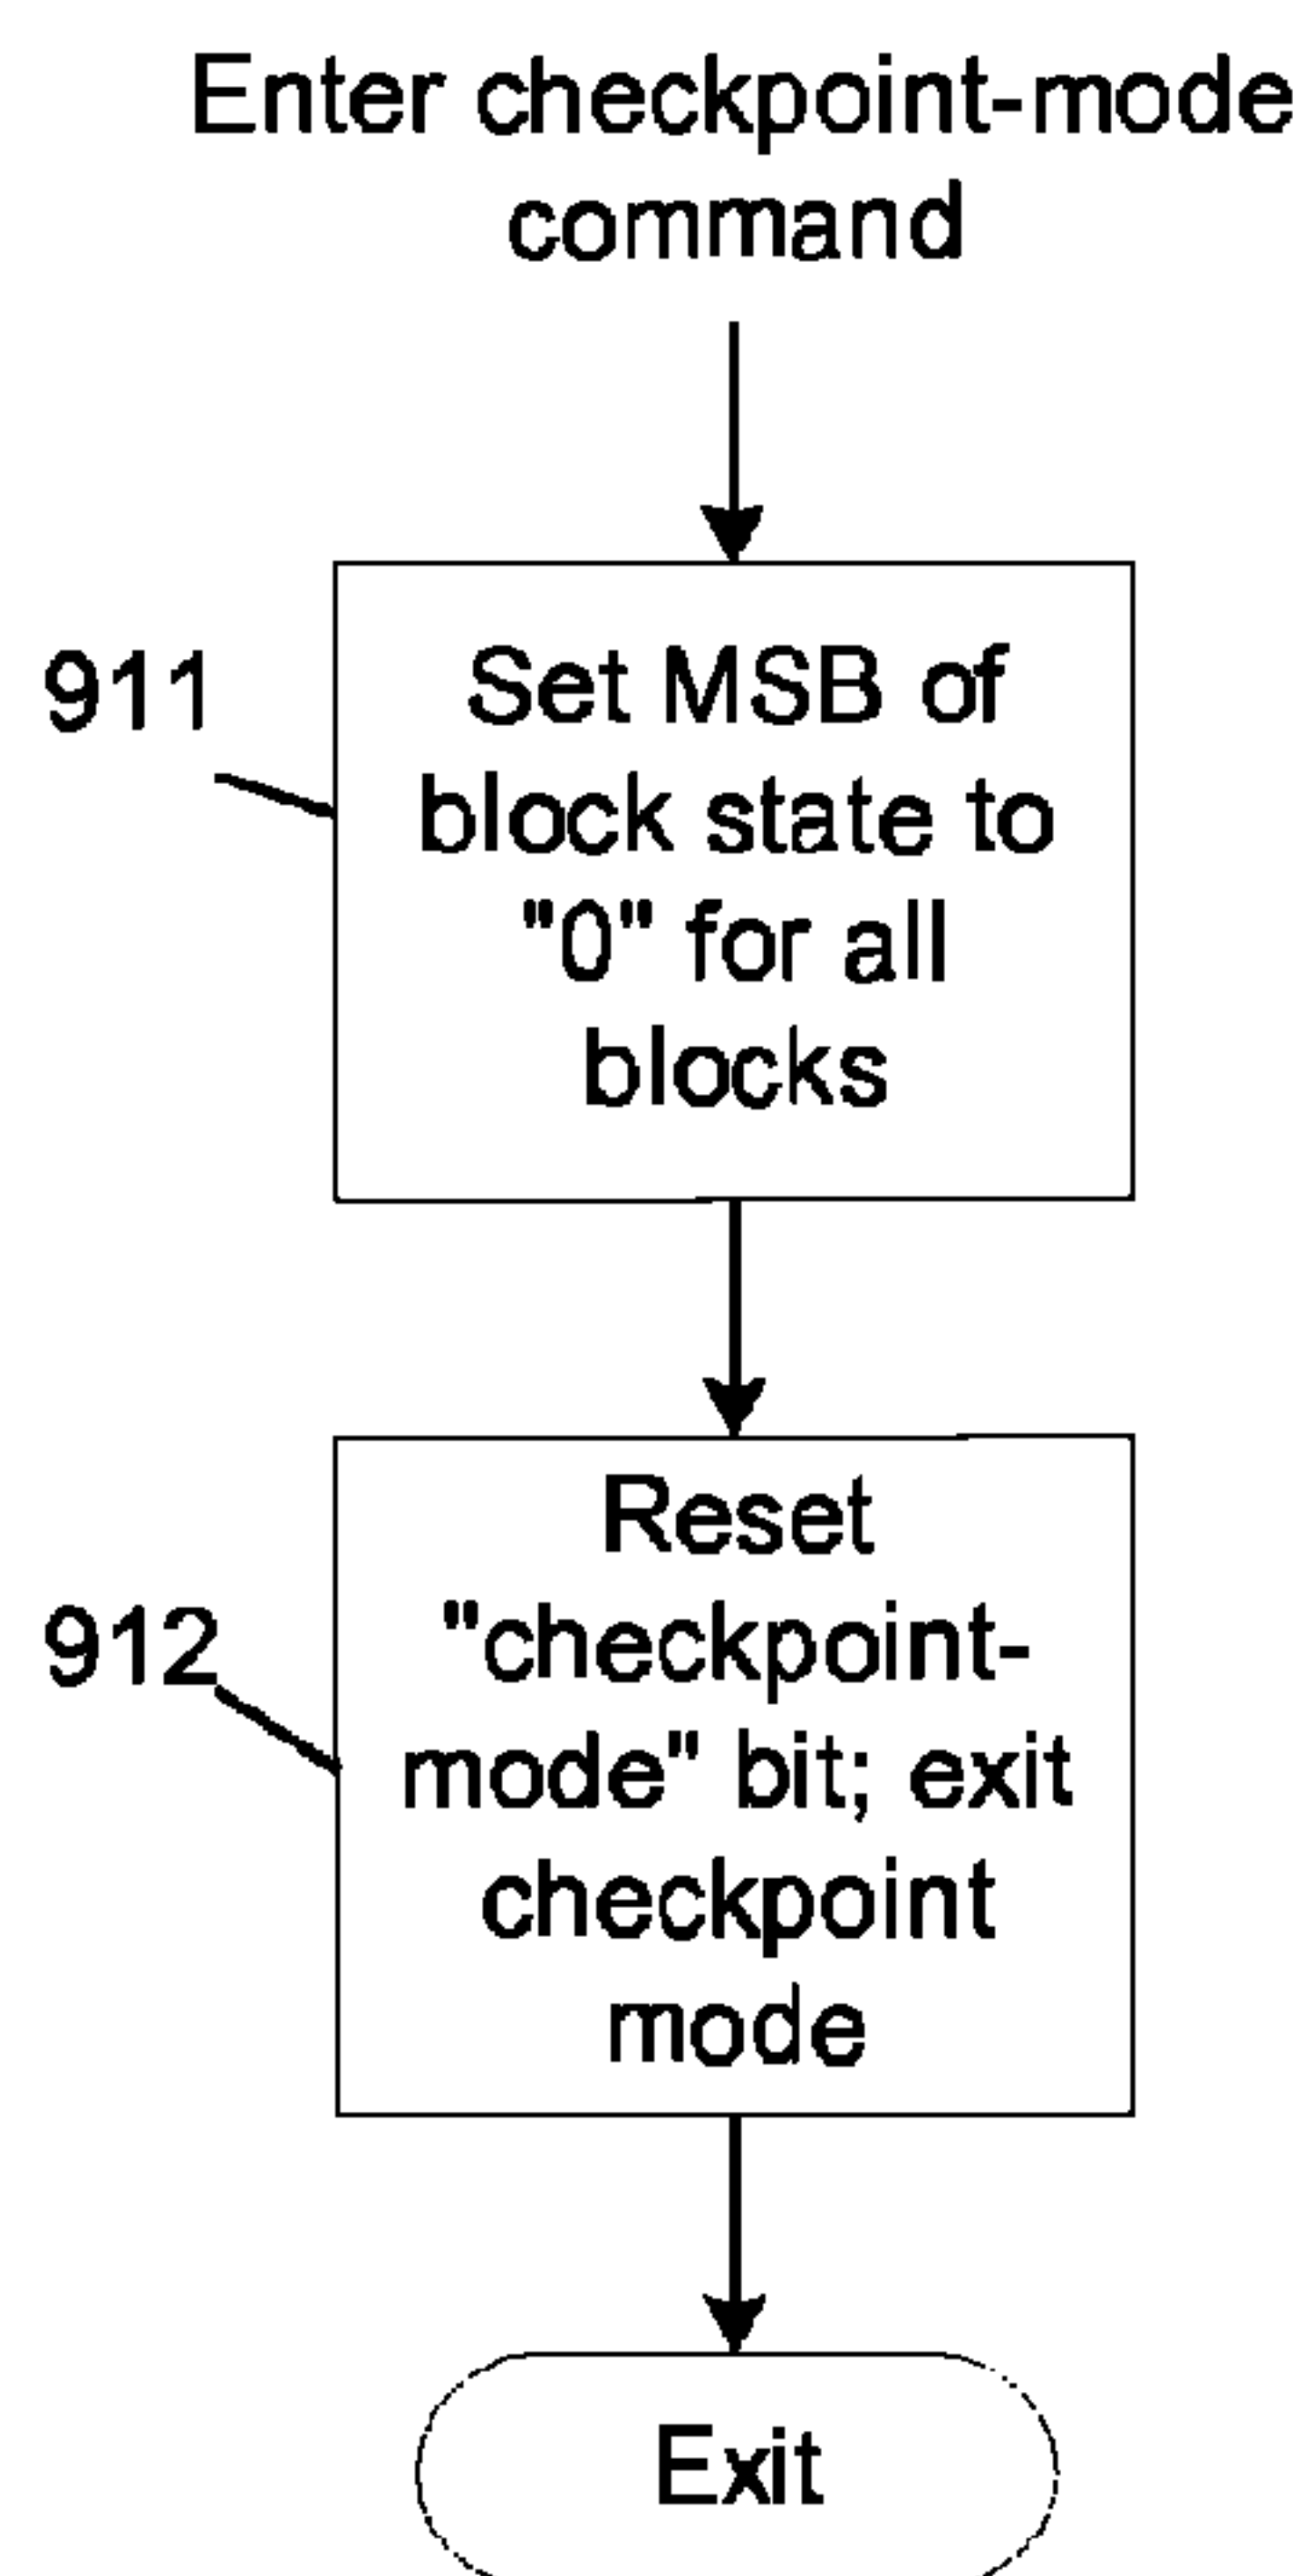 Enter checkpoint-mode
command
911
Set MSB of
block state to
"0" for all
blocks
912
Reset
"checkpoint-
mode" bit; exit
checkpoint
mode
Exit